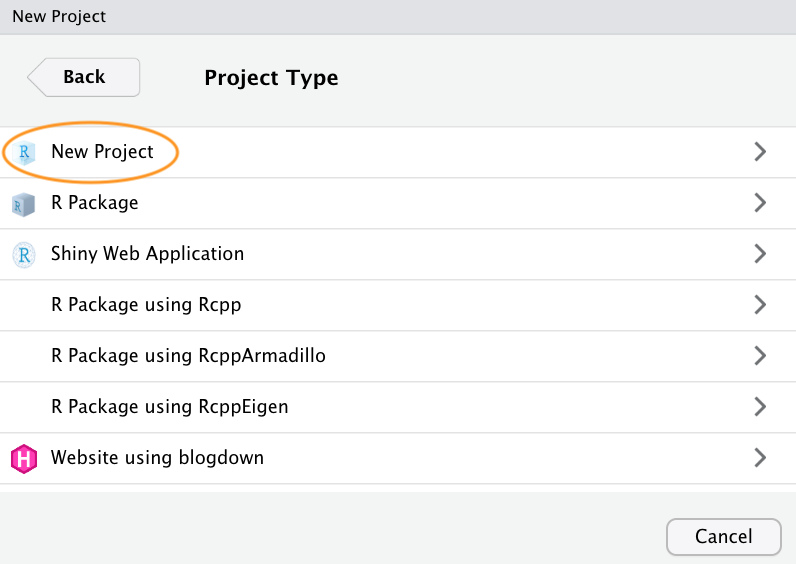 New Project
Back
Project Type
R New Project
R R Package
R Shiny Web Application
R Package using Rcpp
R Package using RcppArmadillo
R Package using RcppEigen
H Website using blogdown
Cancel